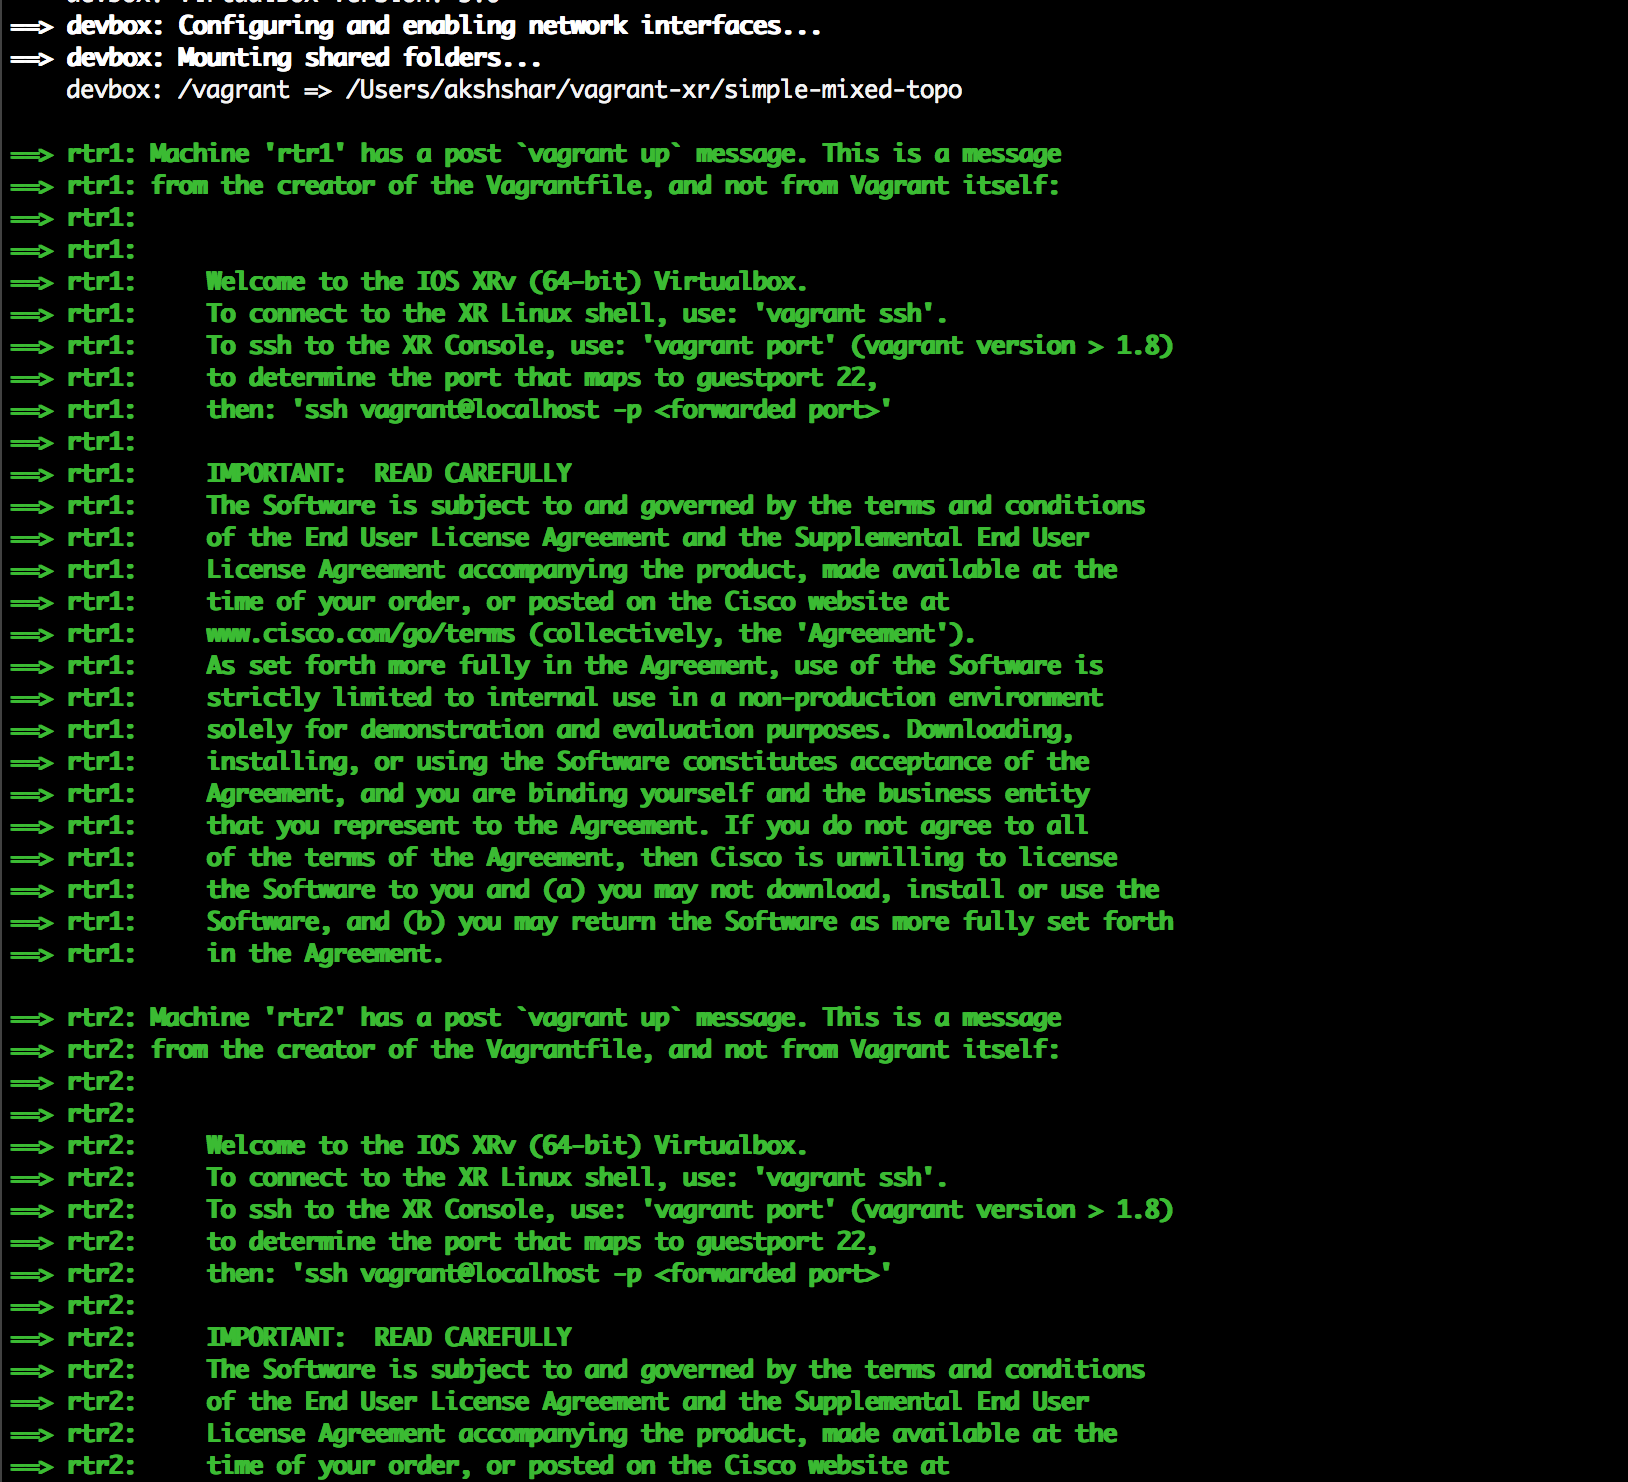 devbox: VirtualBox Version: 5.0
==> devbox: Configuring and enabling network interfaces...
==> devbox: Mounting shared folders...
    devbox: /vagrant => /Users/akshshar/vagrant-xr/simple-mixed-topo

==> rtr1: Machine 'rtr1' has a post `vagrant up` message. This is a message
==> rtr1: from the creator of the Vagrantfile, and not from Vagrant itself:
==> rtr1:
==> rtr1:
==> rtr1:     Welcome to the IOS XRv (64-bit) Virtualbox.
==> rtr1:     To connect to the XR Linux shell, use: 'vagrant ssh'.
==> rtr1:     To ssh to the XR Console, use: 'vagrant port' (vagrant version > 1.8)
==> rtr1:     to determine the port that maps to guestport 22,
==> rtr1:     then: 'ssh vagrant@localhost -p <forwarded port>'
==> rtr1:
==> rtr1:     IMPORTANT:  READ CAREFULLY
==> rtr1:     The Software is subject to and governed by the terms and conditions
==> rtr1:     of the End User License Agreement and the Supplemental End User
==> rtr1:     License Agreement accompanying the product, made available at the
==> rtr1:     time of your order, or posted on the Cisco website at
==> rtr1:     www.cisco.com/go/terms (collectively, the 'Agreement').
==> rtr1:     As set forth more fully in the Agreement, use of the Software is
==> rtr1:     strictly limited to internal use in a non-production environment
==> rtr1:     solely for demonstration and evaluation purposes. Downloading,
==> rtr1:     installing, or using the Software constitutes acceptance of the
==> rtr1:     Agreement, and you are binding yourself and the business entity
==> rtr1:     that you represent to the Agreement. If you do not agree to all
==> rtr1:     of the terms of the Agreement, then Cisco is unwilling to license
==> rtr1:     the Software to you and (a) you may not download, install or use the
==> rtr1:     Software, and (b) you may return the Software as more fully set forth
==> rtr1:     in the Agreement.

==> rtr2: Machine 'rtr2' has a post `vagrant up` message. This is a message
==> rtr2: from the creator of the Vagrantfile, and not from Vagrant itself:
==> rtr2:
==> rtr2:
==> rtr2:     Welcome to the IOS XRv (64-bit) Virtualbox.
==> rtr2:     To connect to the XR Linux shell, use: 'vagrant ssh'.
==> rtr2:     To ssh to the XR Console, use: 'vagrant port' (vagrant version > 1.8)
==> rtr2:     to determine the port that maps to guestport 22,
==> rtr2:     then: 'ssh vagrant@localhost -p <forwarded port>'
==> rtr2:
==> rtr2:     IMPORTANT:  READ CAREFULLY
==> rtr2:     The Software is subject to and governed by the terms and conditions
==> rtr2:     of the End User License Agreement and the Supplemental End User
==> rtr2:     License Agreement accompanying the product, made available at the
==> rtr2:     time of your order, or posted on the Cisco website at